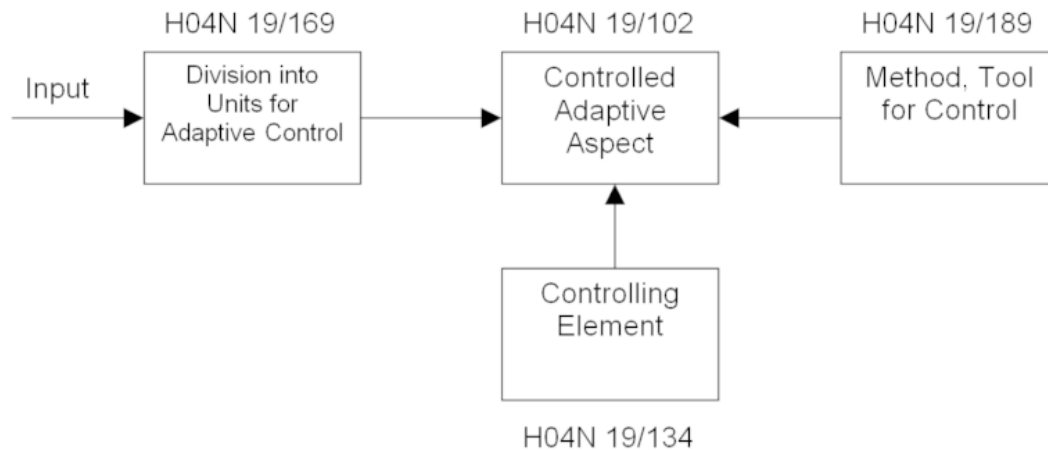 H04N 19/169
H04N 19/102
H04N 19/189
Input
Division into
Units for
Adaptive Control
Controlled
Adaptive
Aspect
Method, Tool
for Control
Controlling
Element
H04N 19/134